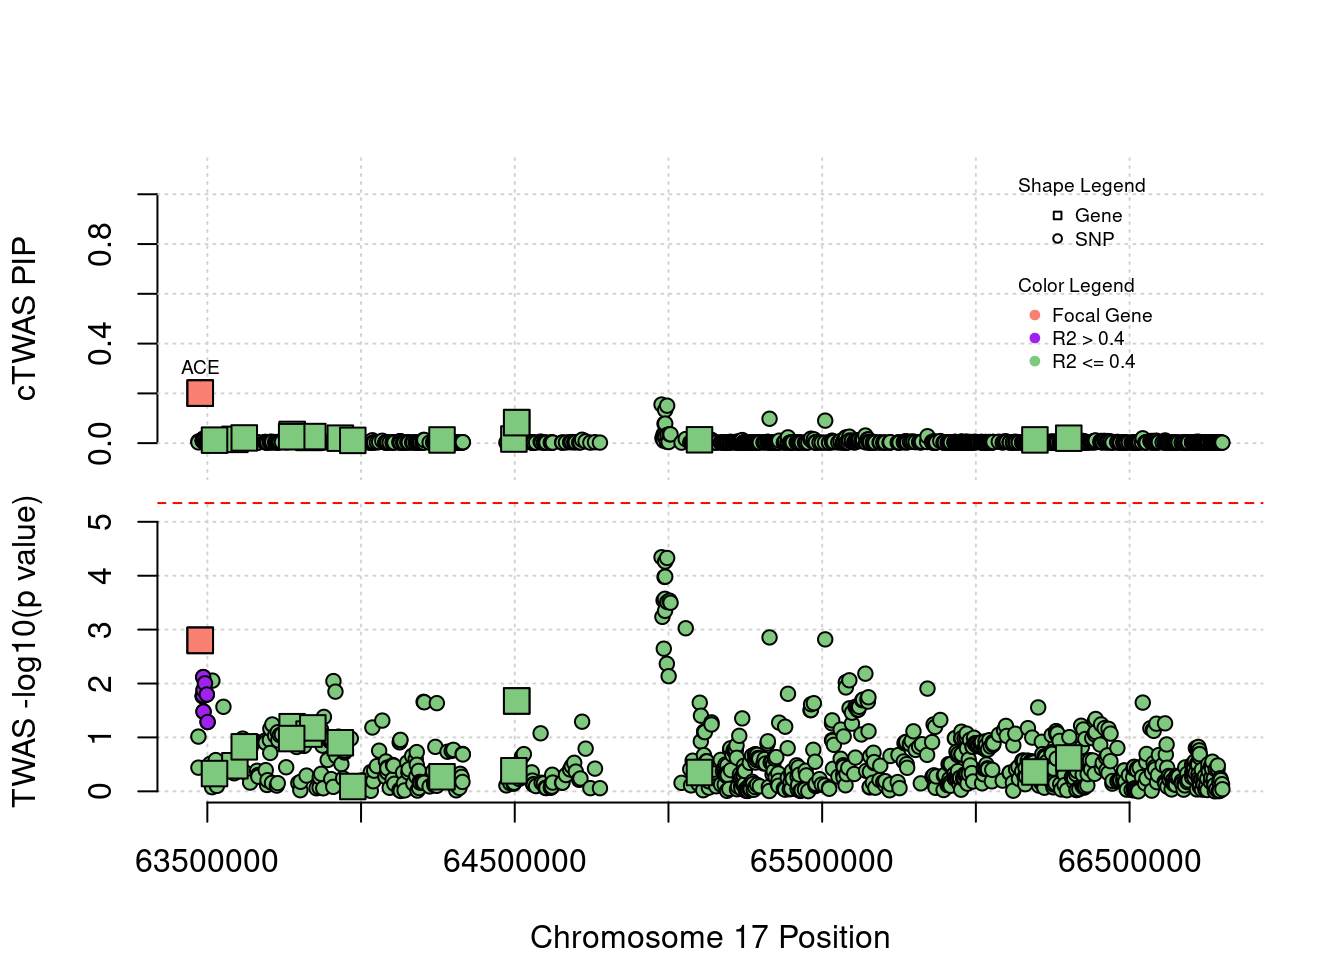 Shape Legend
Gene
SNP
Color Legend
Focal Gene
R2 > 0.4
R2 <= 0.4
ACE
cTWAS PIP
0.8
0.4
0.0
TWAS -log10(p value)
5
4
3
2
1
0
63500000 64500000 65500000 66500000
Chromosome 17 Position